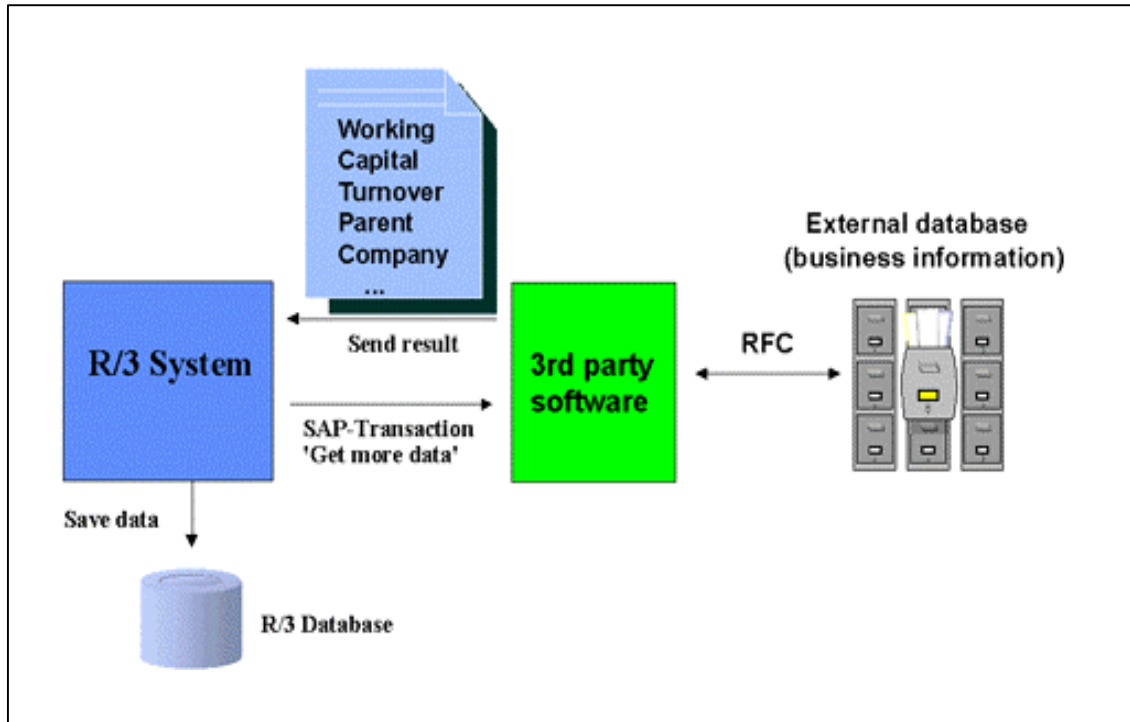 Working
Capital
Turnover
Parent
Company
...
External database
(business information)
R/3 System
Send result
3rd party
software
RFC
SAP-Transaction
'Get more data'
Save data
R/3 Database